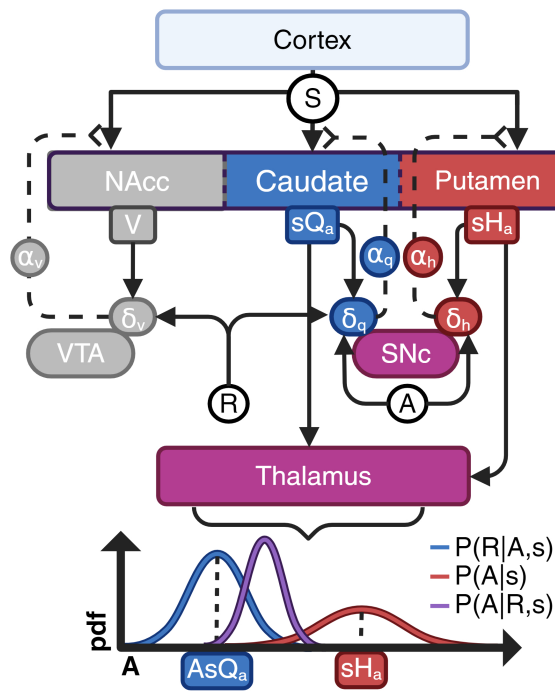 Cortex
S
NAcc
Caudate
Putamen
V
sQa
sHa
αv
αq
αh
δv
δq
δh
VTA
SNc
R
A
Thalamus
P(R|A,s)
P(A|s)
P(A|R,s)
pdf
A
AsQa
sHa